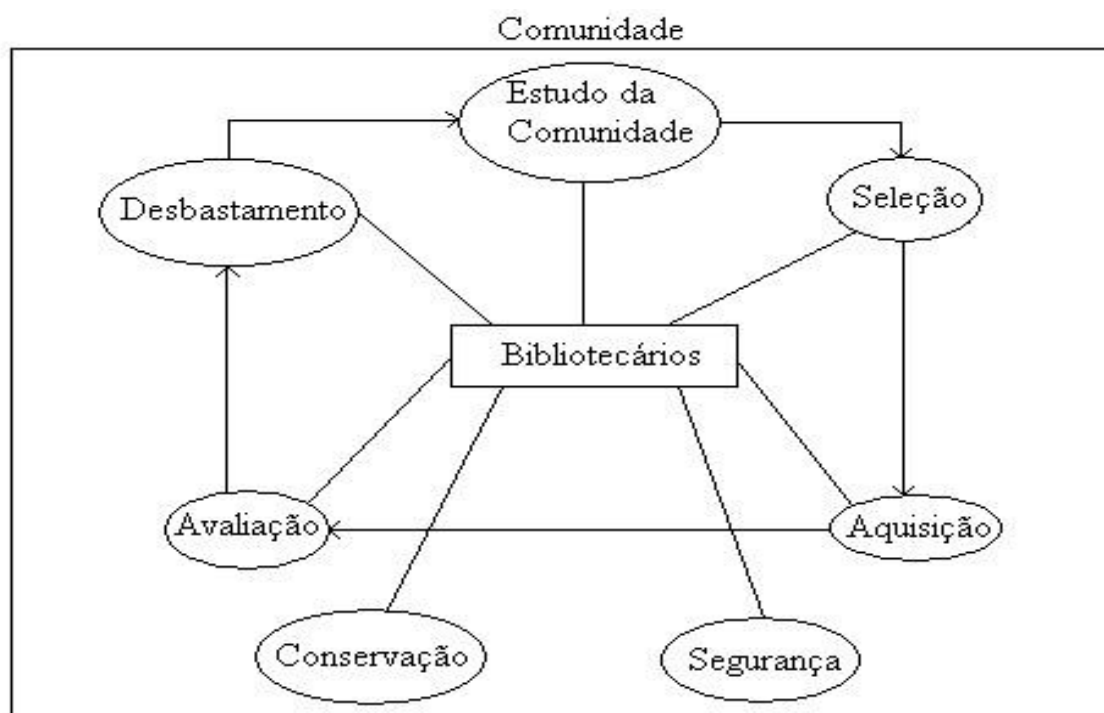 Comunidade
Estudo da
Comunidade
Desbastamento
Seleção
Bibliotecários
Avaliação
Aquisição
Conservação
Segurança